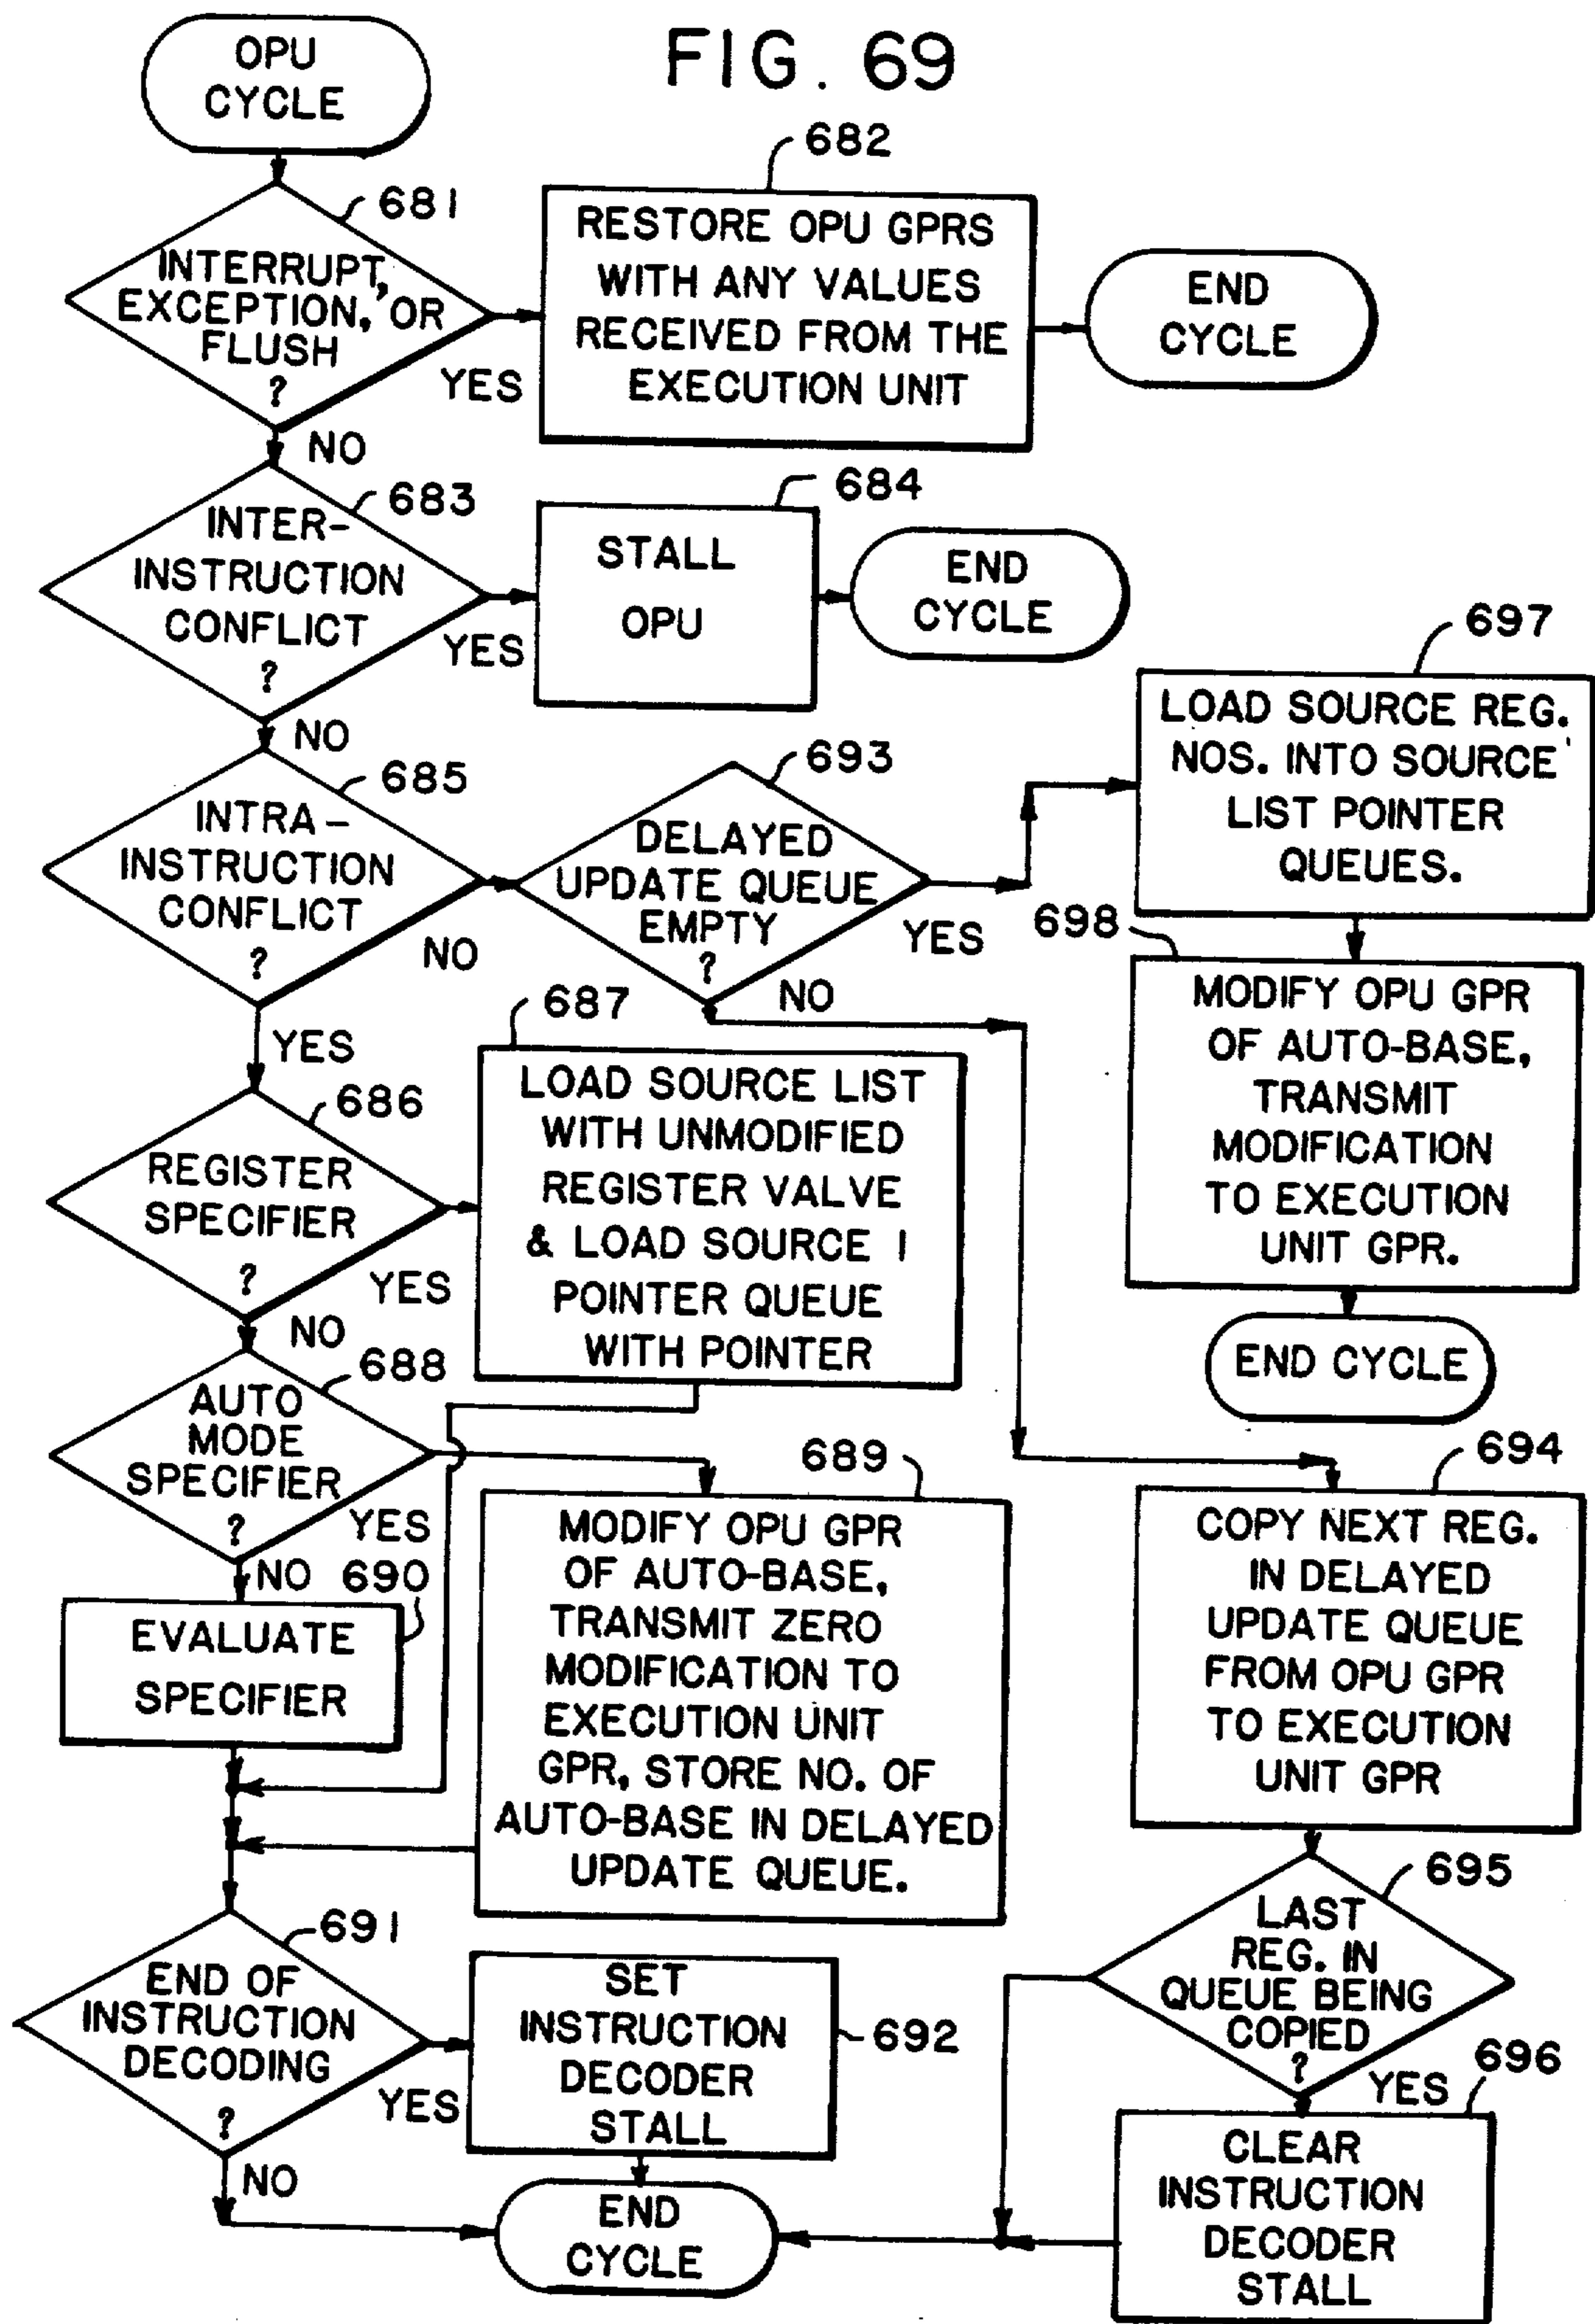 FIG. 69
OPU
CYCLE
681
INTERRUPT,
EXCEPTION, OR
FLUSH
?
YES
NO
682
RESTORE OPU GPRS
WITH ANY VALUES
RECEIVED FROM THE
EXECUTION UNIT
END
CYCLE
683
INTER-
INSTRUCTION
CONFLICT
?
YES
NO
684
STALL
OPU
END
CYCLE
685
INTRA-
INSTRUCTION
CONFLICT
?
NO
YES
693
DELAYED
UPDATE QUEUE
EMPTY
?
YES
NO
697
LOAD SOURCE REG.
NOS. INTO SOURCE
LIST POINTER
QUEUES.
698
MODIFY OPU GPR
OF AUTO-BASE,
TRANSMIT
MODIFICATION
TO EXECUTION
UNIT GPR.
END CYCLE
686
REGISTER
SPECIFIER
?
YES
NO
687
LOAD SOURCE LIST
WITH UNMODIFIED
REGISTER VALVE
& LOAD SOURCE 1
POINTER QUEUE
WITH POINTER
688
AUTO
MODE
SPECIFIER
?
YES
NO
689
MODIFY OPU GPR
OF AUTO-BASE,
TRANSMIT ZERO
MODIFICATION TO
EXECUTION UNIT
GPR, STORE NO. OF
AUTO-BASE IN DELAYED
UPDATE QUEUE.
690
EVALUATE
SPECIFIER
694
COPY NEXT REG.
IN DELAYED
UPDATE QUEUE
FROM OPU GPR
TO EXECUTION
UNIT GPR
695
LAST
REG. IN
QUEUE BEING
COPIED
?
YES
696
CLEAR
INSTRUCTION
DECODER
STALL
691
END OF
INSTRUCTION
DECODING
?
YES
NO
692
SET
INSTRUCTION
DECODER
STALL
END
CYCLE